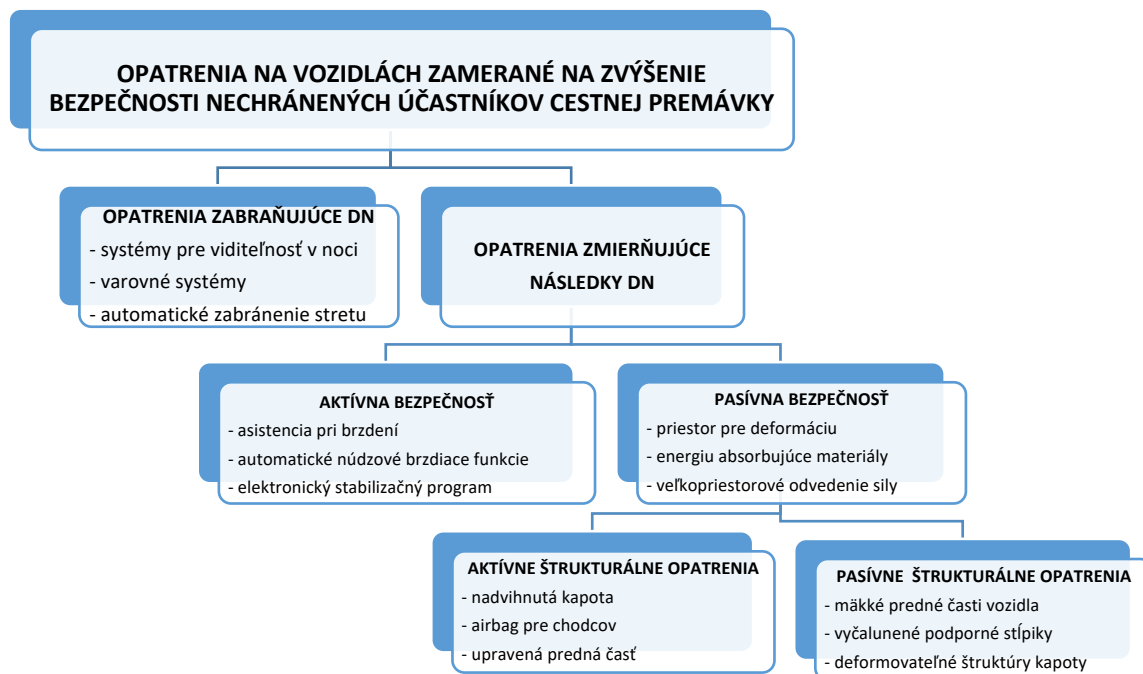 OPATRENIA NA VOZIDLÁCH ZAMERANÉ NA ZVÝŠENIE
BEZPEČNOSTI NECHRÁNENÝCH ÚČASTNÍKOV CESTNEJ PREMÁVKY
OPATRENIA ZABRAŇUJÚCE DN
- systémy pre viditeľnosť v noci
- varovné systémy
- automatické zabránenie stretu
OPATRENIA ZMIERŇUJÚCE
NÁSLEDKY DN
AKTÍVNA BEZPEČNOSŤ
- asistencia pri brzdení
- automatické núdzové brzdiace funkcie
- elektronický stabilizačný program
PASÍVNA BEZPEČNOSŤ
- priestor pre deformáciu
- energiu absorbujúce materiály
- veľkopriestorové odvedenie sily
AKTÍVNE ŠTRUKTURÁLNE OPATRENIA
- nadvihnutá kapota
- airbag pre chodcov
- upravená predná časť
PASÍVNE ŠTRUKTURÁLNE OPATRENIA
- mäkké predné časti vozidla
- vyčalunené podporné stĺpiky
- deformovateľné štruktúry kapoty